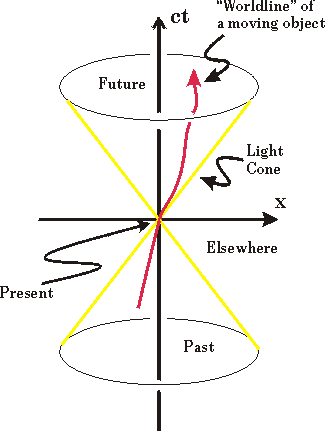 ct
“Worldline” of
a moving object
Future
Light
Cone
x
Elsewhere
Present
Past